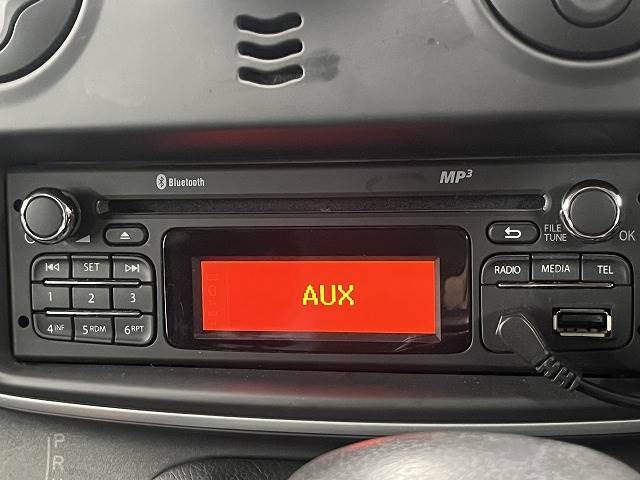 Bluetooth
MP3
FILE
TUNE
OK
SET
RADIO
MEDIA
TEL
1
2
3
4 INF
5 RDM
6 RPT
AUX
P
R